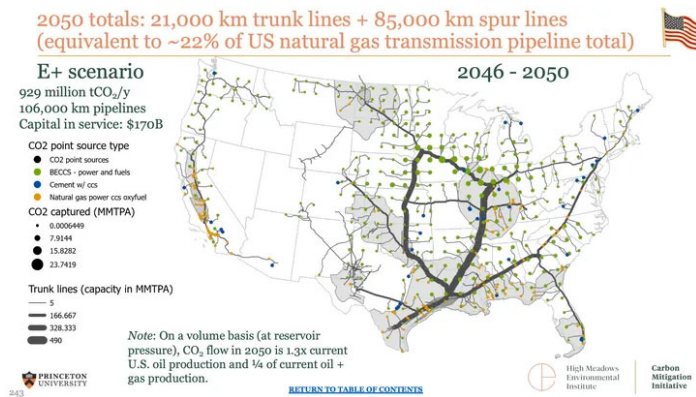 2050 totals: 21,000 km trunk lines + 85,000 km spur lines
(equivalent to ~22% of US natural gas transmission pipeline total)
E+ scenario
2046 - 2050
929 million tCO₂/y
106,000 km pipelines
Capital in service: $170B
CO2 point source type
CO2 point sources
BECCS - power and fuels
Cement w/ ccs
Natural gas power ccs oxyfuel
CO2 captured (MMTPA)
0.0006449
7.9144
15.8282
23.7419
Trunk lines (capacity in MMTPA)
5
166.667
328.333
490
Note: On a volume basis (at reservoir
pressure), CO₂ flow in 2050 is 1.3x current
U.S. oil production and ¼ of current oil +
gas production.
PRINCETON
UNIVERSITY
243
RETURN TO TABLE OF CONTENTS
High Meadows
Environmental
Institute
Carbon
Mitigation
Initiative